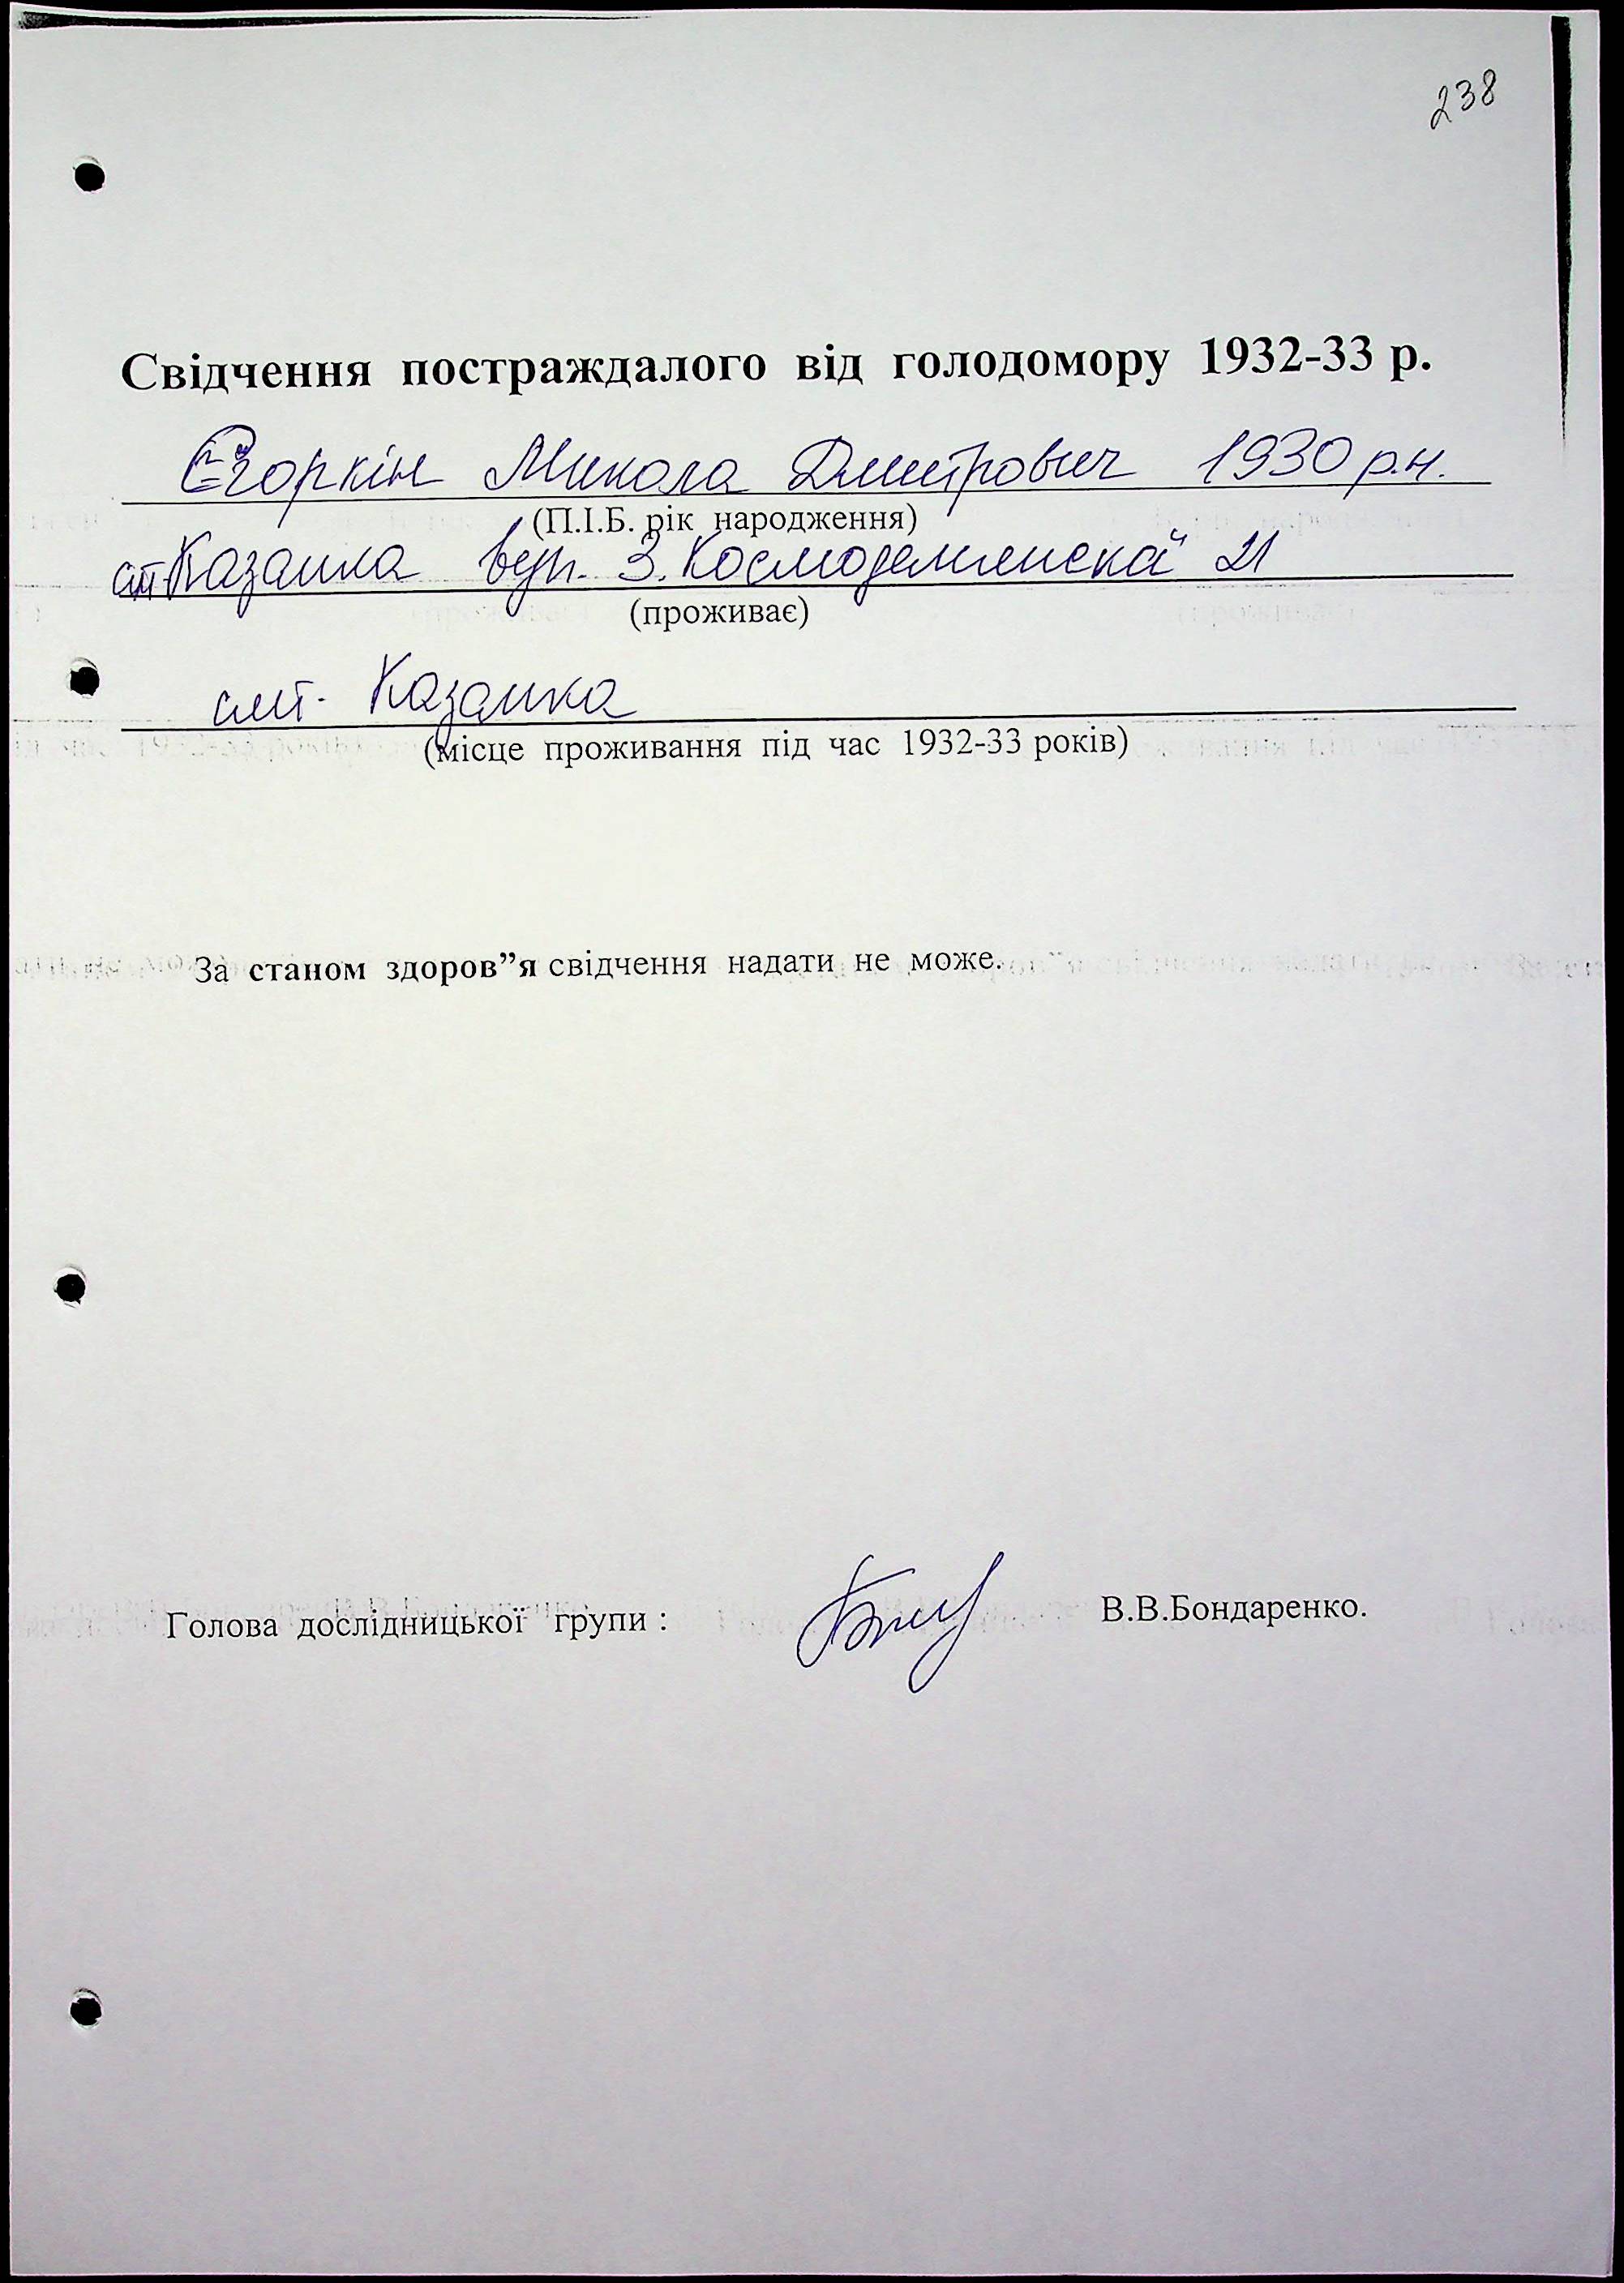 238
Свідчення постраждалого від голодомору 1932-33 р.
Єгоркін Микола Дмитрович 1930 р.н.
(П.І.Б. рік народження)
смт Казанка вул. З. Космодемянскої 21
(проживає)
смт. Казанка
(місце проживання під час 1932-33 років)
За станом здоров”я свідчення надати не може.
Голова дослідницької групи : В.В.Бондаренко.